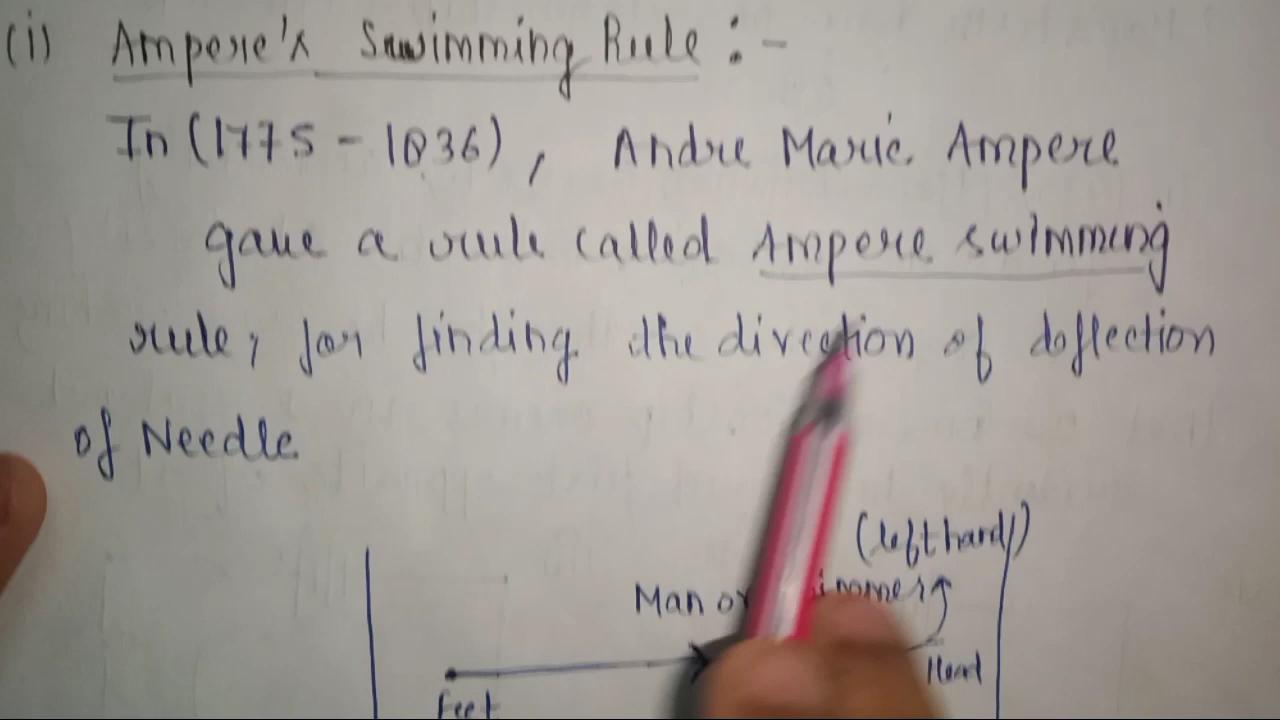 (i) Ampere's Swimming Rule :-
In (1775 - 1836), Andre Marie Ampere
gave a rule called Ampere swimming
rule, for finding the direction of deflection
of Needle
(left hand)
Man or
Head
Feet